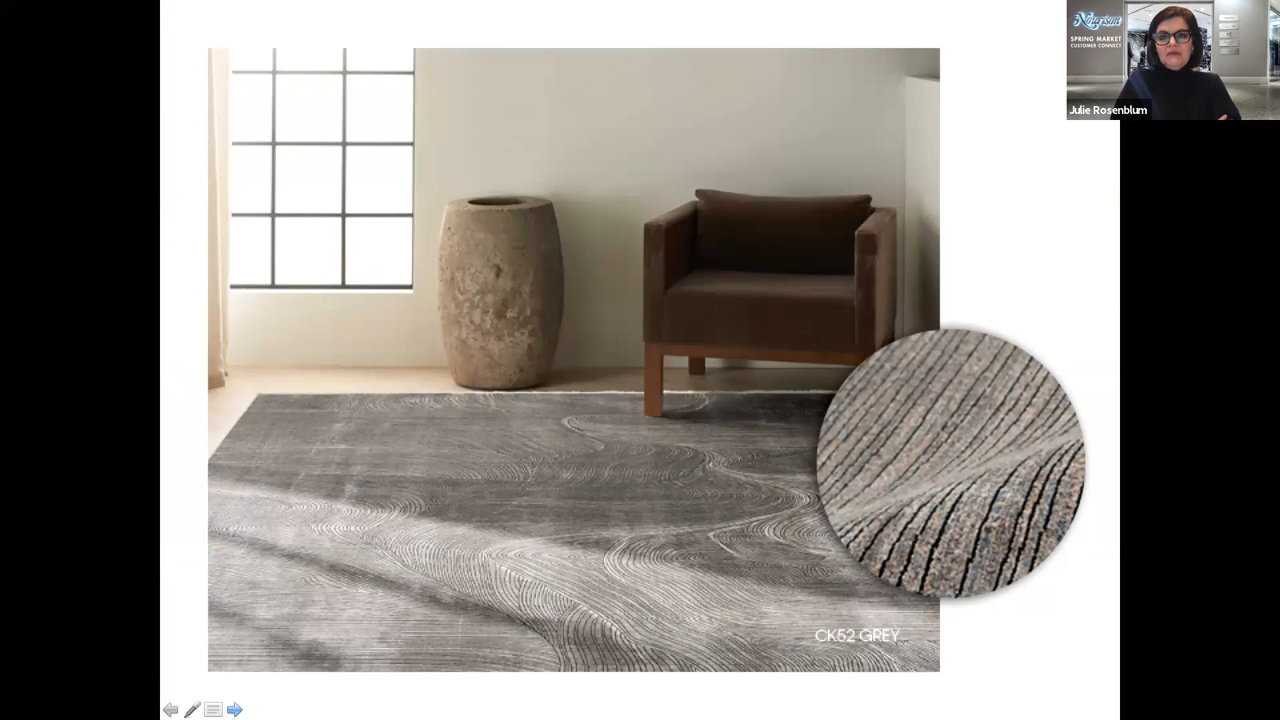 Nourison
SPRING MARKET
CUSTOMER CONNECT
Julie Rosenblum
CK52 GREY